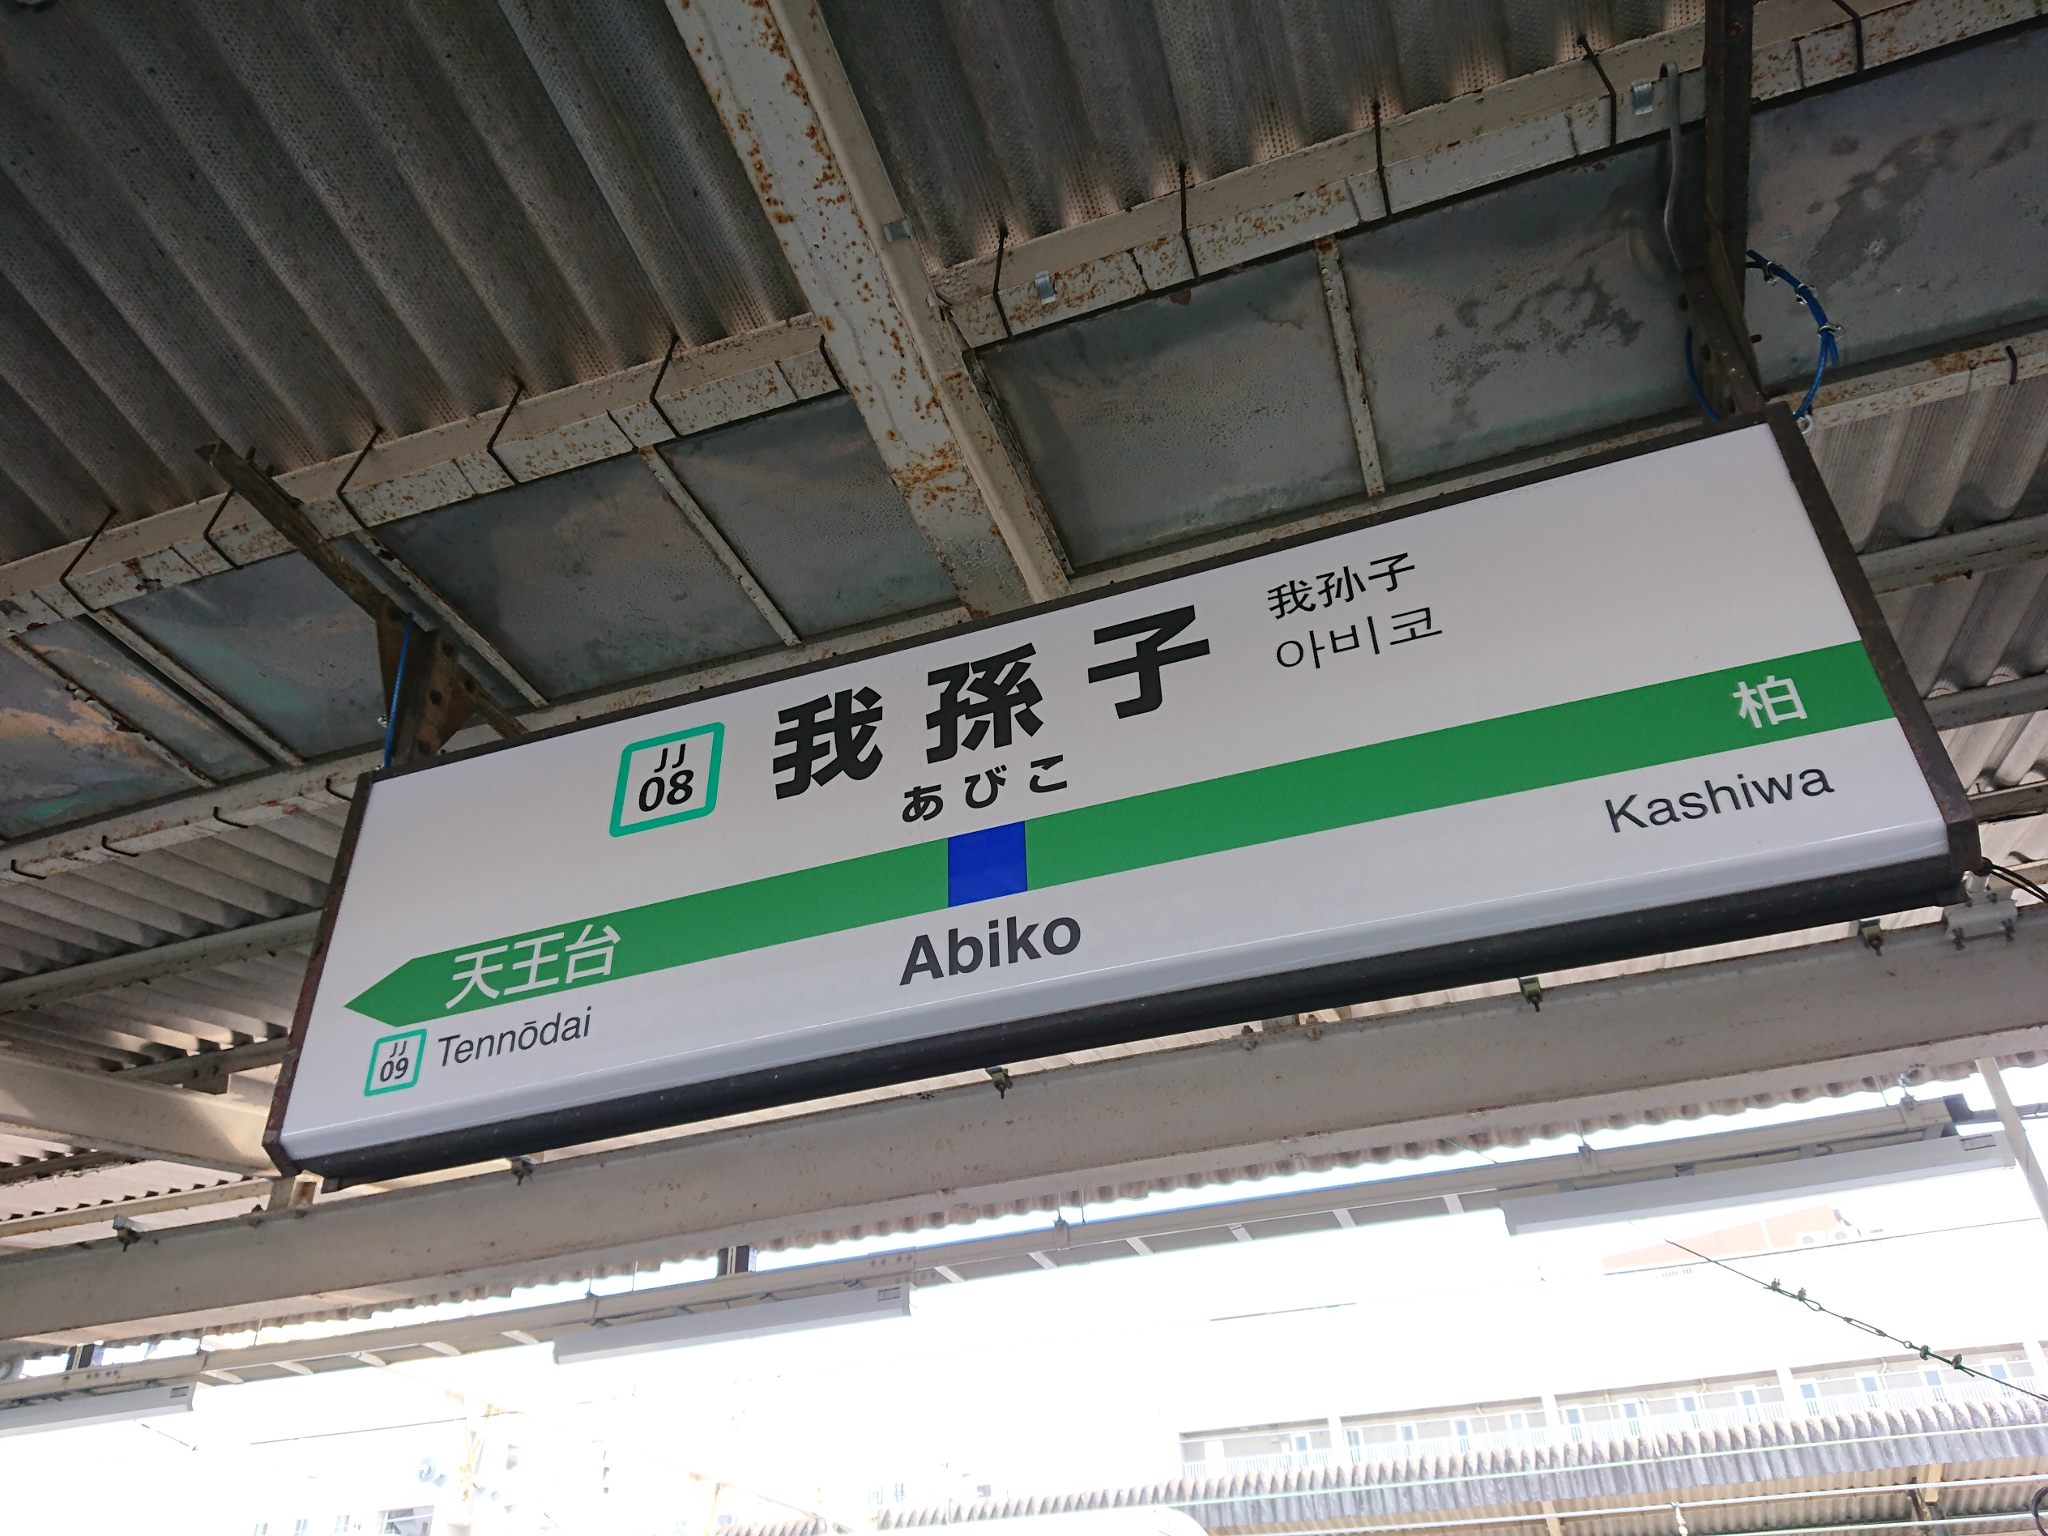 JJ
08
我孫子
あびこ
我孙子
아비코
柏
Kashiwa
天王台
Abiko
JJ
09
Tennōdai